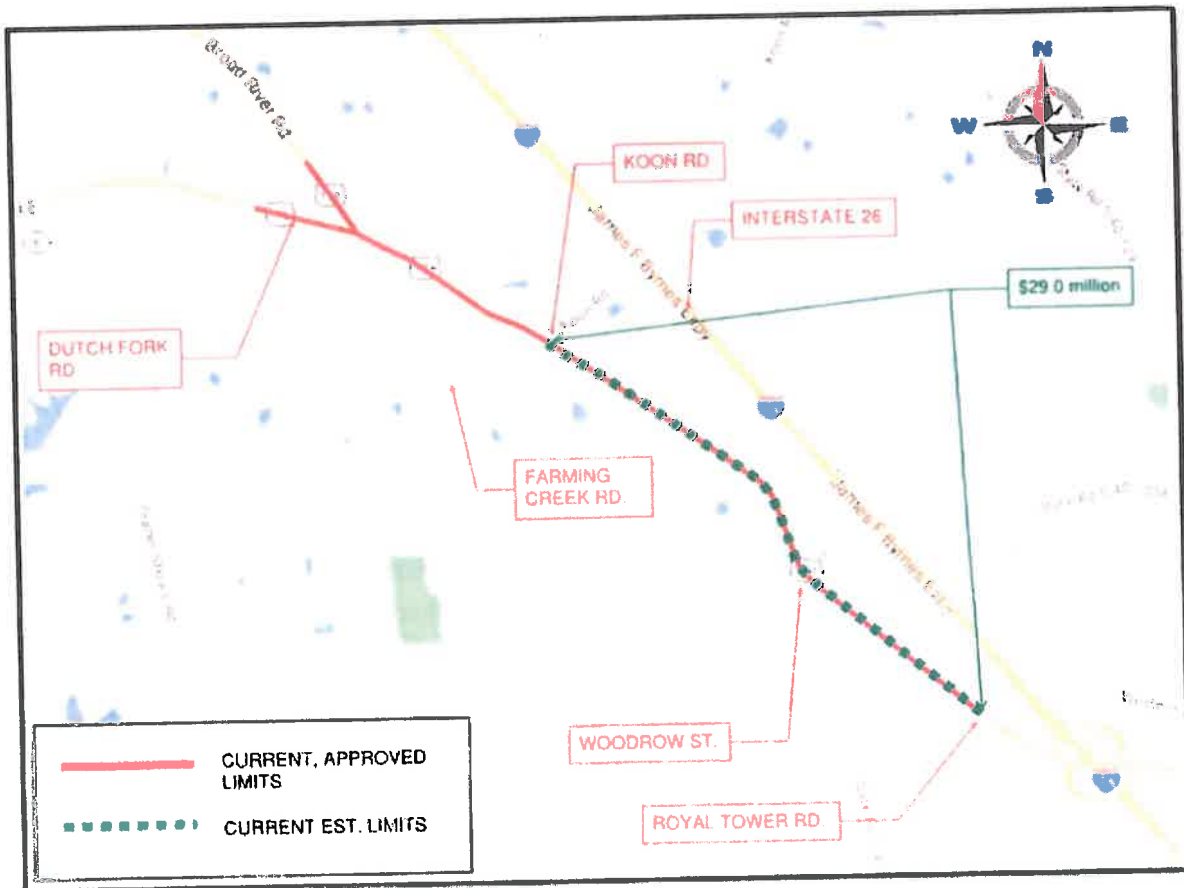 N
W
E
S
Broad River Rd
KOON RD
INTERSTATE 26
James F Byrnes Expy
$29.0 million
DUTCH FORK
RD
FARMING
CREEK RD.
James F Byrnes Expy
WOODROW ST.
ROYAL TOWER RD.
CURRENT, APPROVED
LIMITS
CURRENT EST. LIMITS